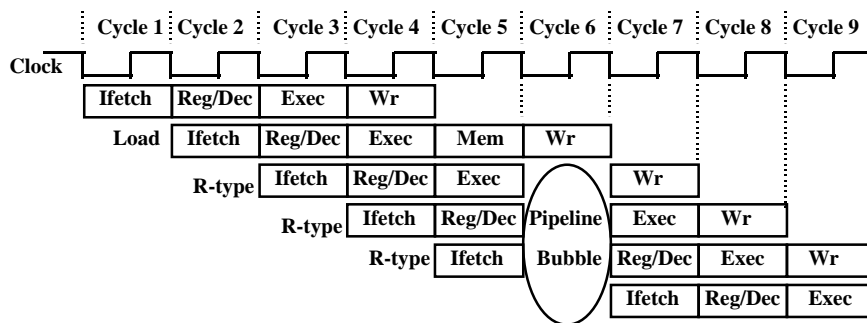 Cycle 1 Cycle 2 Cycle 3 Cycle 4 Cycle 5 Cycle 6 Cycle 7 Cycle 8 Cycle 9
Clock
Ifetch Reg/Dec Exec Wr
Load Ifetch Reg/Dec Exec Mem Wr
R-type Ifetch Reg/Dec Exec Wr
R-type Ifetch Reg/Dec Pipeline Exec Wr
R-type Ifetch Bubble Reg/Dec Exec Wr
Ifetch Reg/Dec Exec